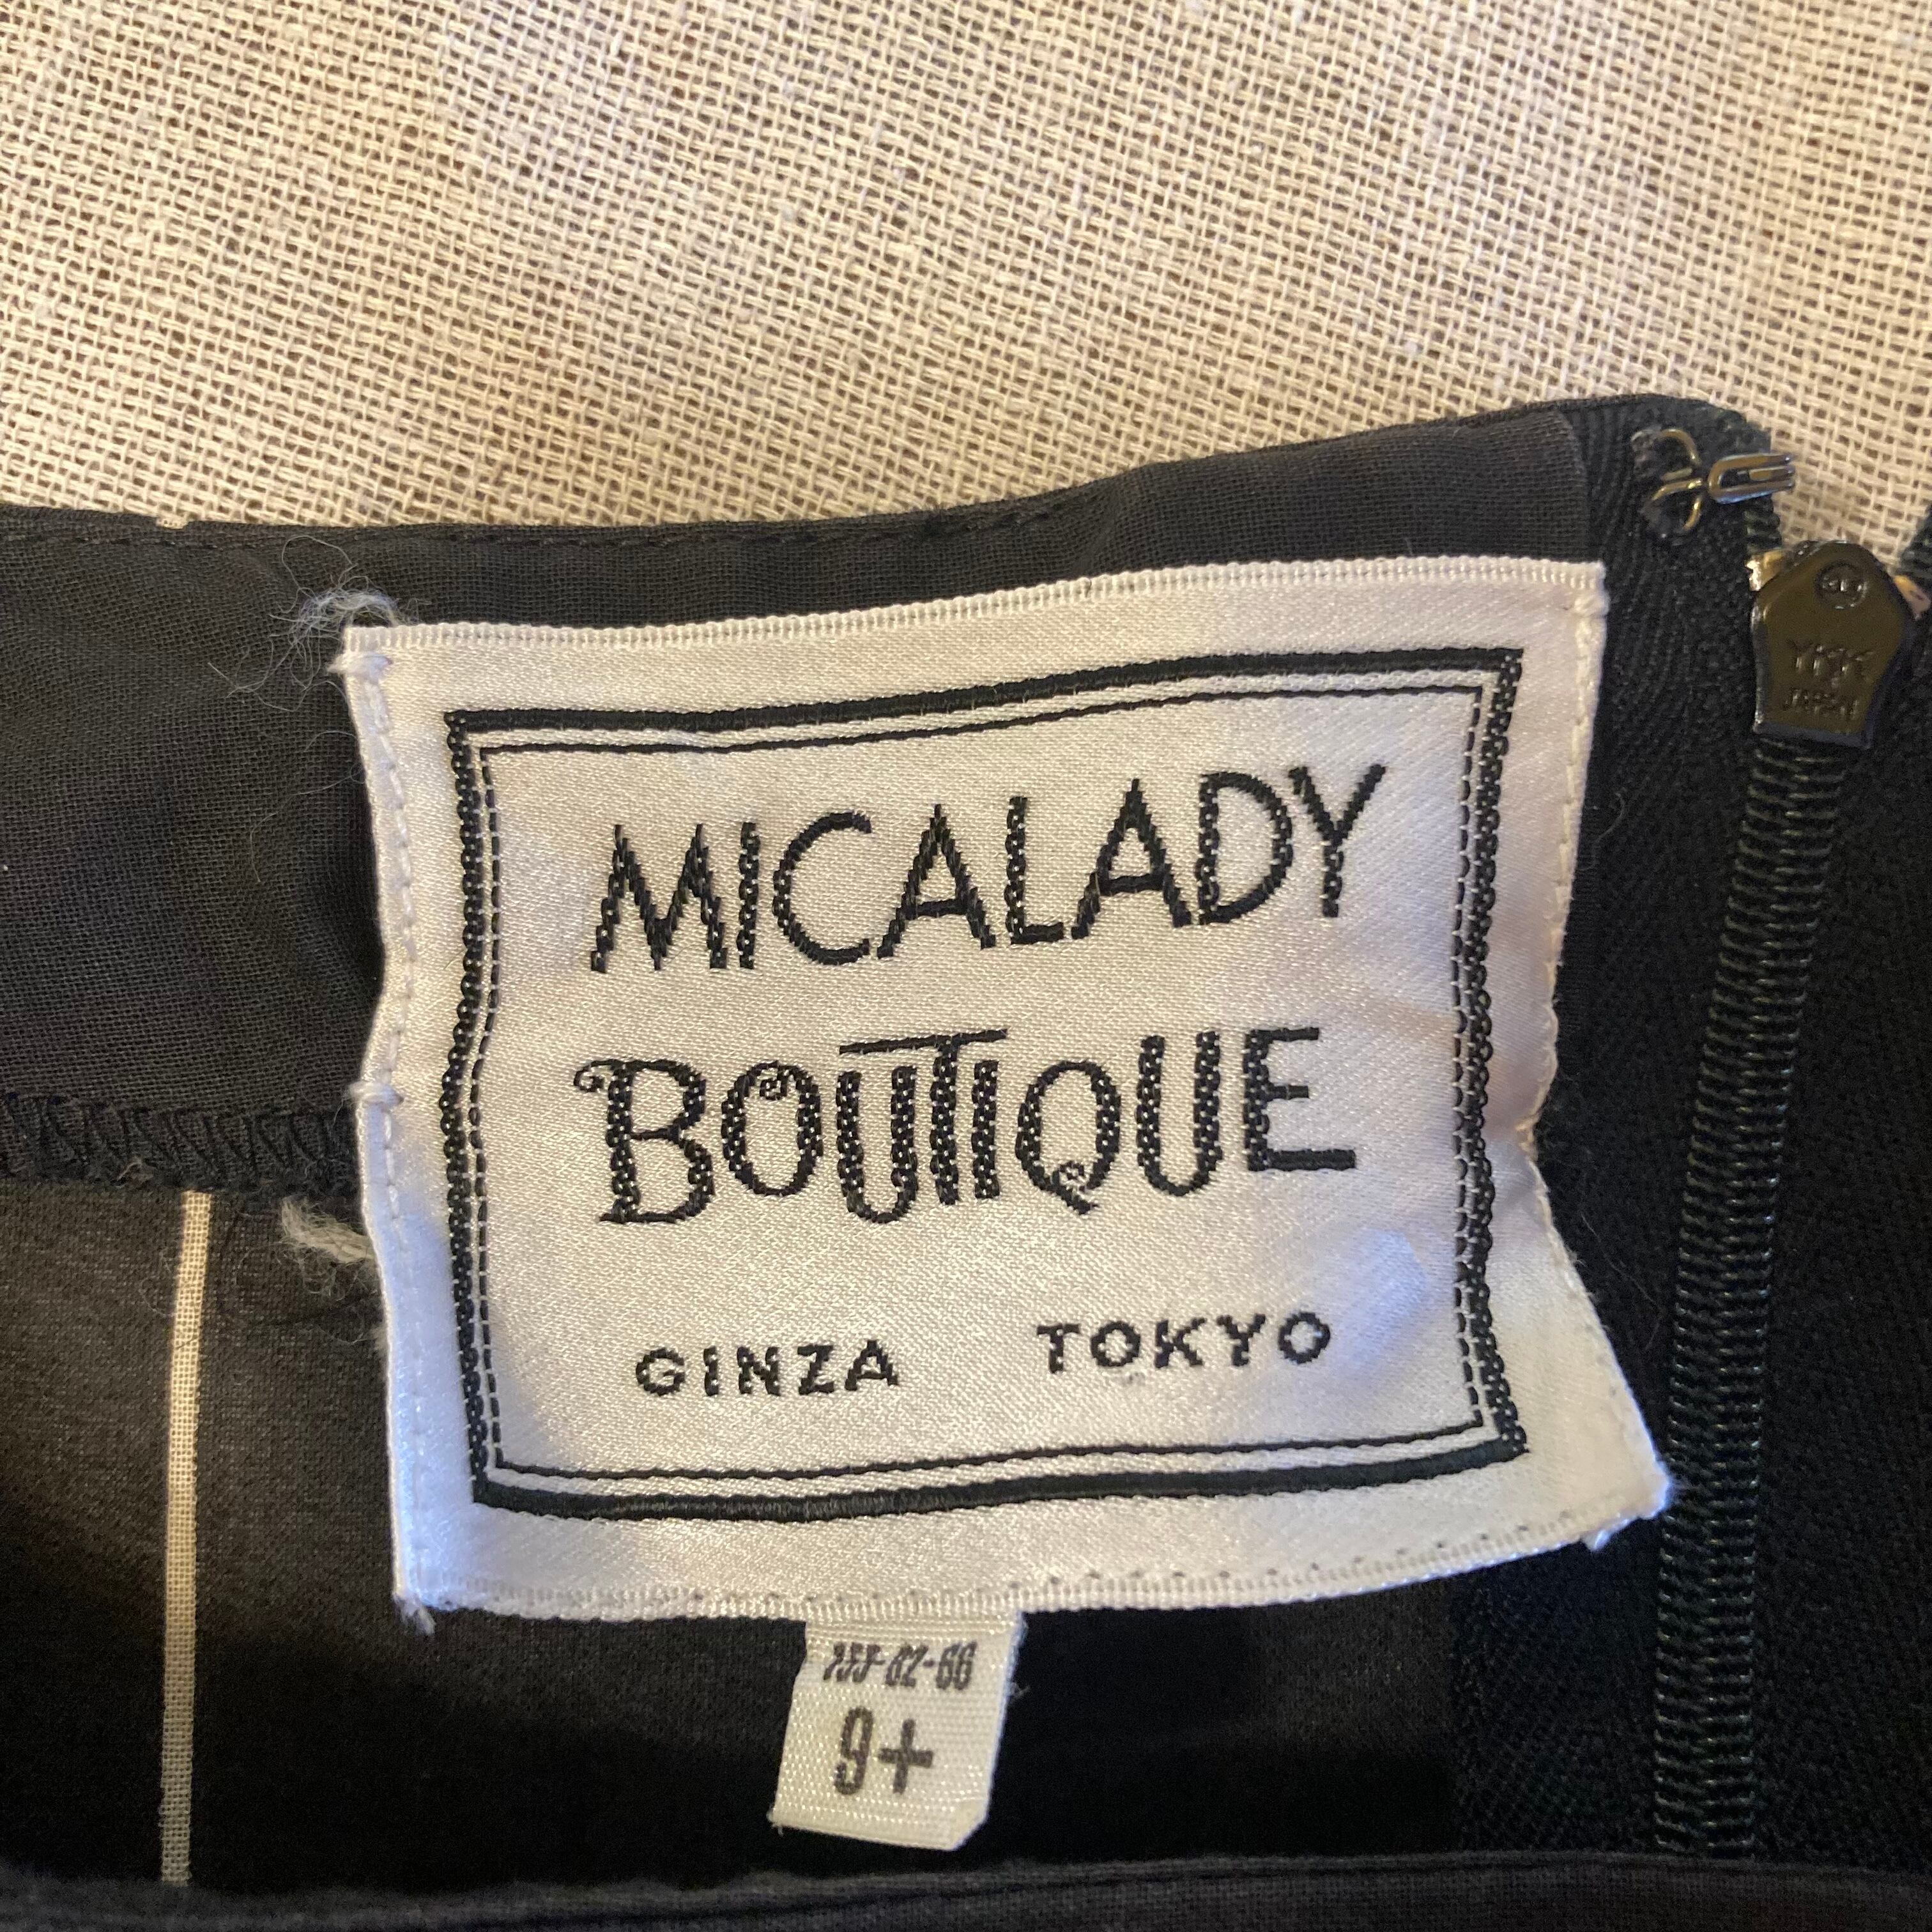 MICALADY
BOUTIQUE
GINZA TOKYO
9+
YKK
JAPAN